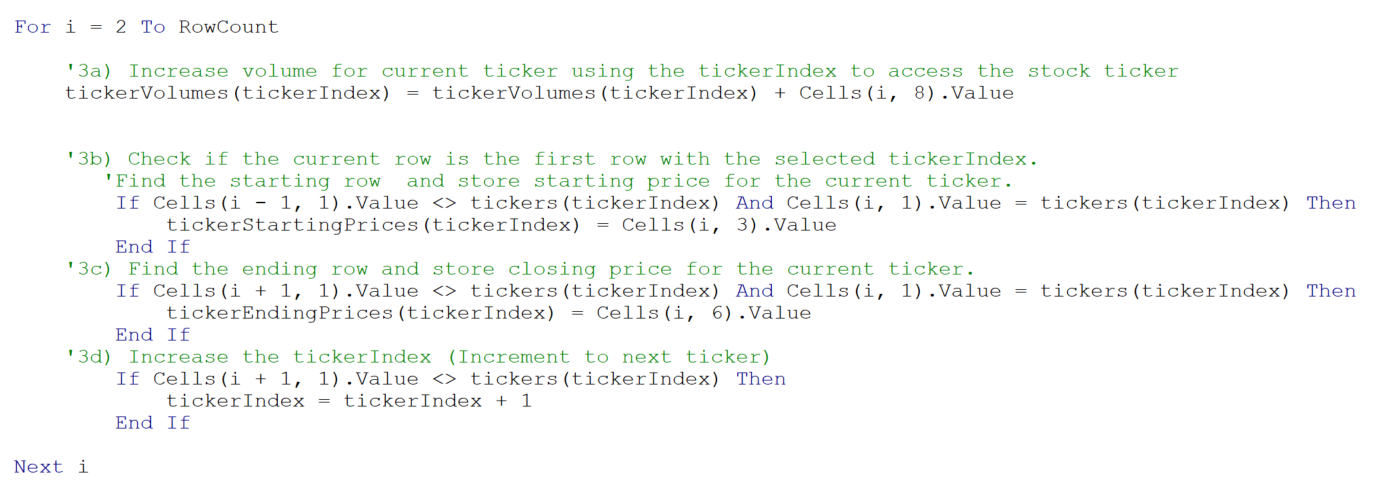 For i = 2 To RowCount
'3a) Increase volume for current ticker using the tickerIndex to access the stock ticker
tickerVolumes(tickerIndex) = tickerVolumes(tickerIndex) + Cells(i, 8).Value
'3b) Check if the current row is the first row with the selected tickerIndex.
'Find the starting row  and store starting price for the current ticker.
If Cells(i - 1, 1).Value <> tickers(tickerIndex) And Cells(i, 1).Value = tickers(tickerIndex) Then
tickerStartingPrices(tickerIndex) = Cells(i, 3).Value
End If
'3c) Find the ending row and store closing price for the current ticker.
If Cells(i + 1, 1).Value <> tickers(tickerIndex) And Cells(i, 1).Value = tickers(tickerIndex) Then
tickerEndingPrices(tickerIndex) = Cells(i, 6).Value
End If
'3d) Increase the tickerIndex (Increment to next ticker)
If Cells(i + 1, 1).Value <> tickers(tickerIndex) Then
tickerIndex = tickerIndex + 1
End If
Next i